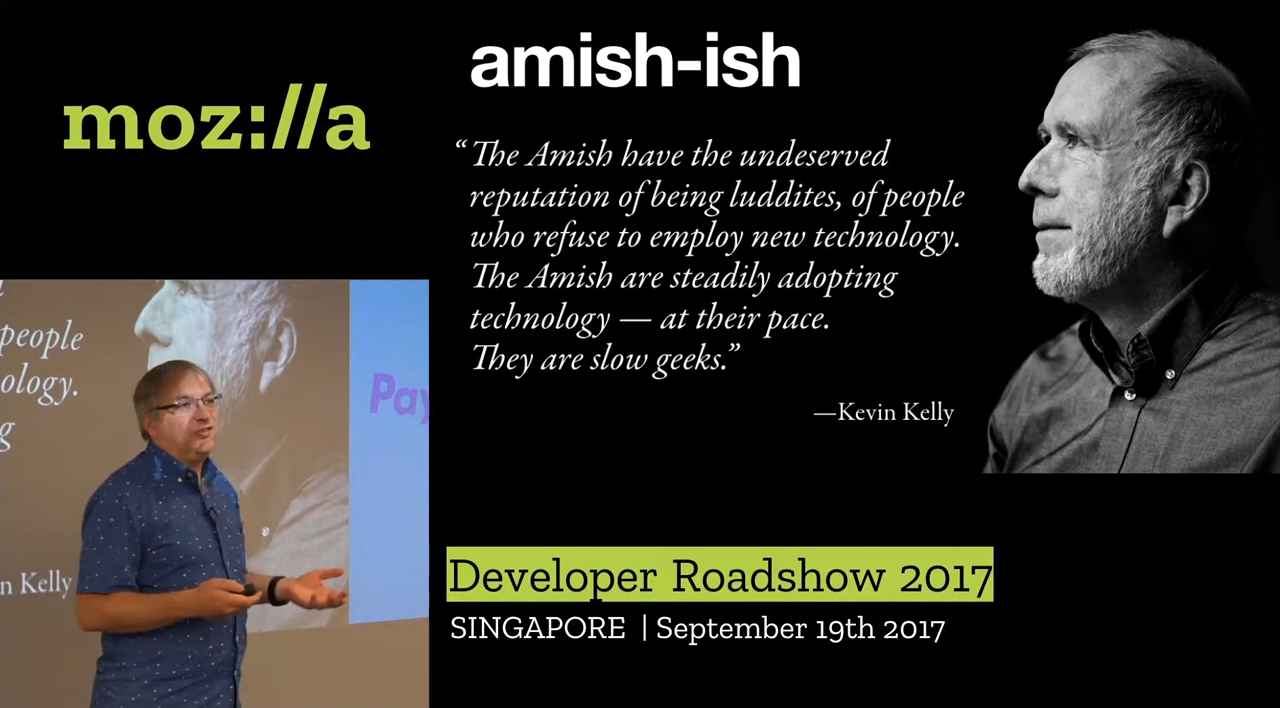 moz://a
amish-ish
“The Amish have the undeserved
reputation of being luddites, of people
who refuse to employ new technology.
The Amish are steadily adopting
technology — at their pace.
They are slow geeks.”
—Kevin Kelly
people
ology.
g
n Kelly
Pay
Developer Roadshow 2017
SINGAPORE | September 19th 2017